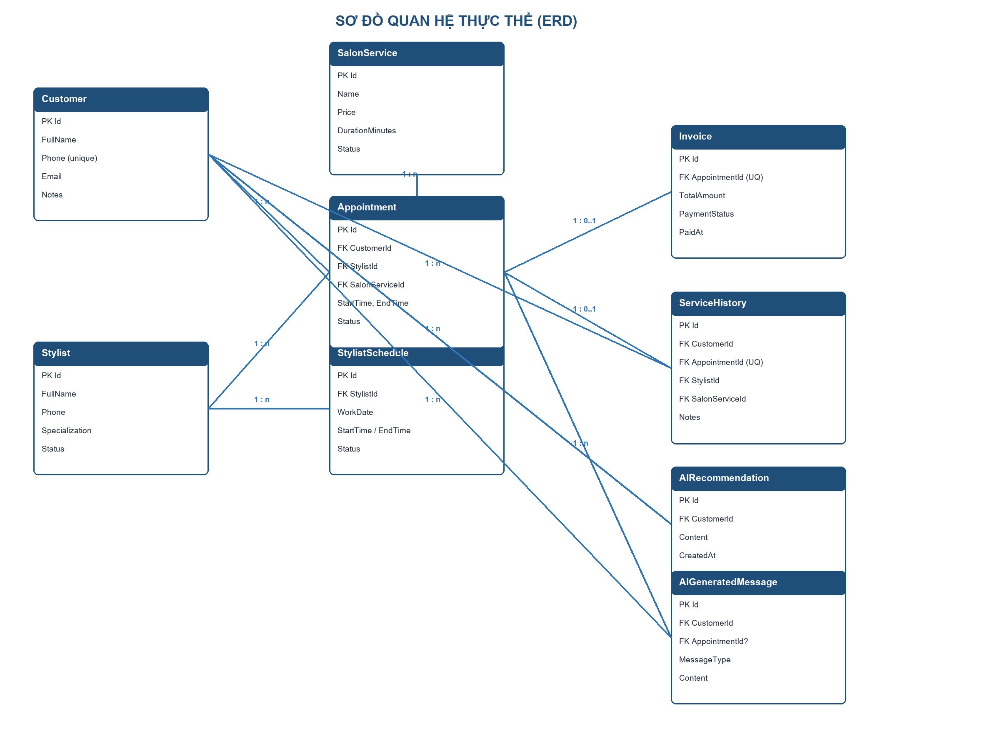 SƠ ĐỒ QUAN HỆ THỰC THỂ (ERD)
SalonService
PK Id
Name
Price
DurationMinutes
Status
Customer
PK Id
FullName
Phone (unique)
Email
Notes
1 : n
1 : n
Appointment
PK Id
FK CustomerId
FK StylistId
FK SalonServiceId
StartTime, EndTime
Status
1 : n
1 : n
1 : n
Stylist
PK Id
FullName
Phone
Specialization
Status
1 : n
StylistSchedule
PK Id
FK StylistId
WorkDate
StartTime / EndTime
Status
1 : n
Invoice
PK Id
FK AppointmentId (UQ)
TotalAmount
PaymentStatus
PaidAt
1 : 0..1
1 : 0..1
ServiceHistory
PK Id
FK CustomerId
FK AppointmentId (UQ)
FK StylistId
FK SalonServiceId
Notes
1 : n
AIRecommendation
PK Id
FK CustomerId
Content
CreatedAt
AIGeneratedMessage
PK Id
FK CustomerId
FK AppointmentId?
MessageType
Content